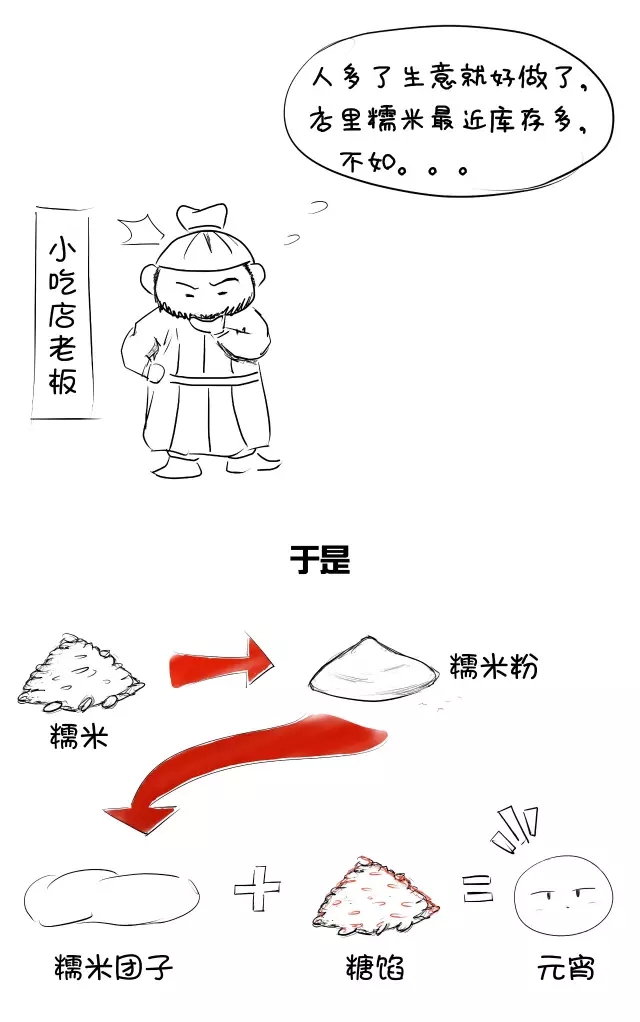 人多了生意就好做了,
店里糯米最近库存多,
不如。。。
小吃店老板
于是
糯米
糯米粉
糯米团子
糖馅
元宵